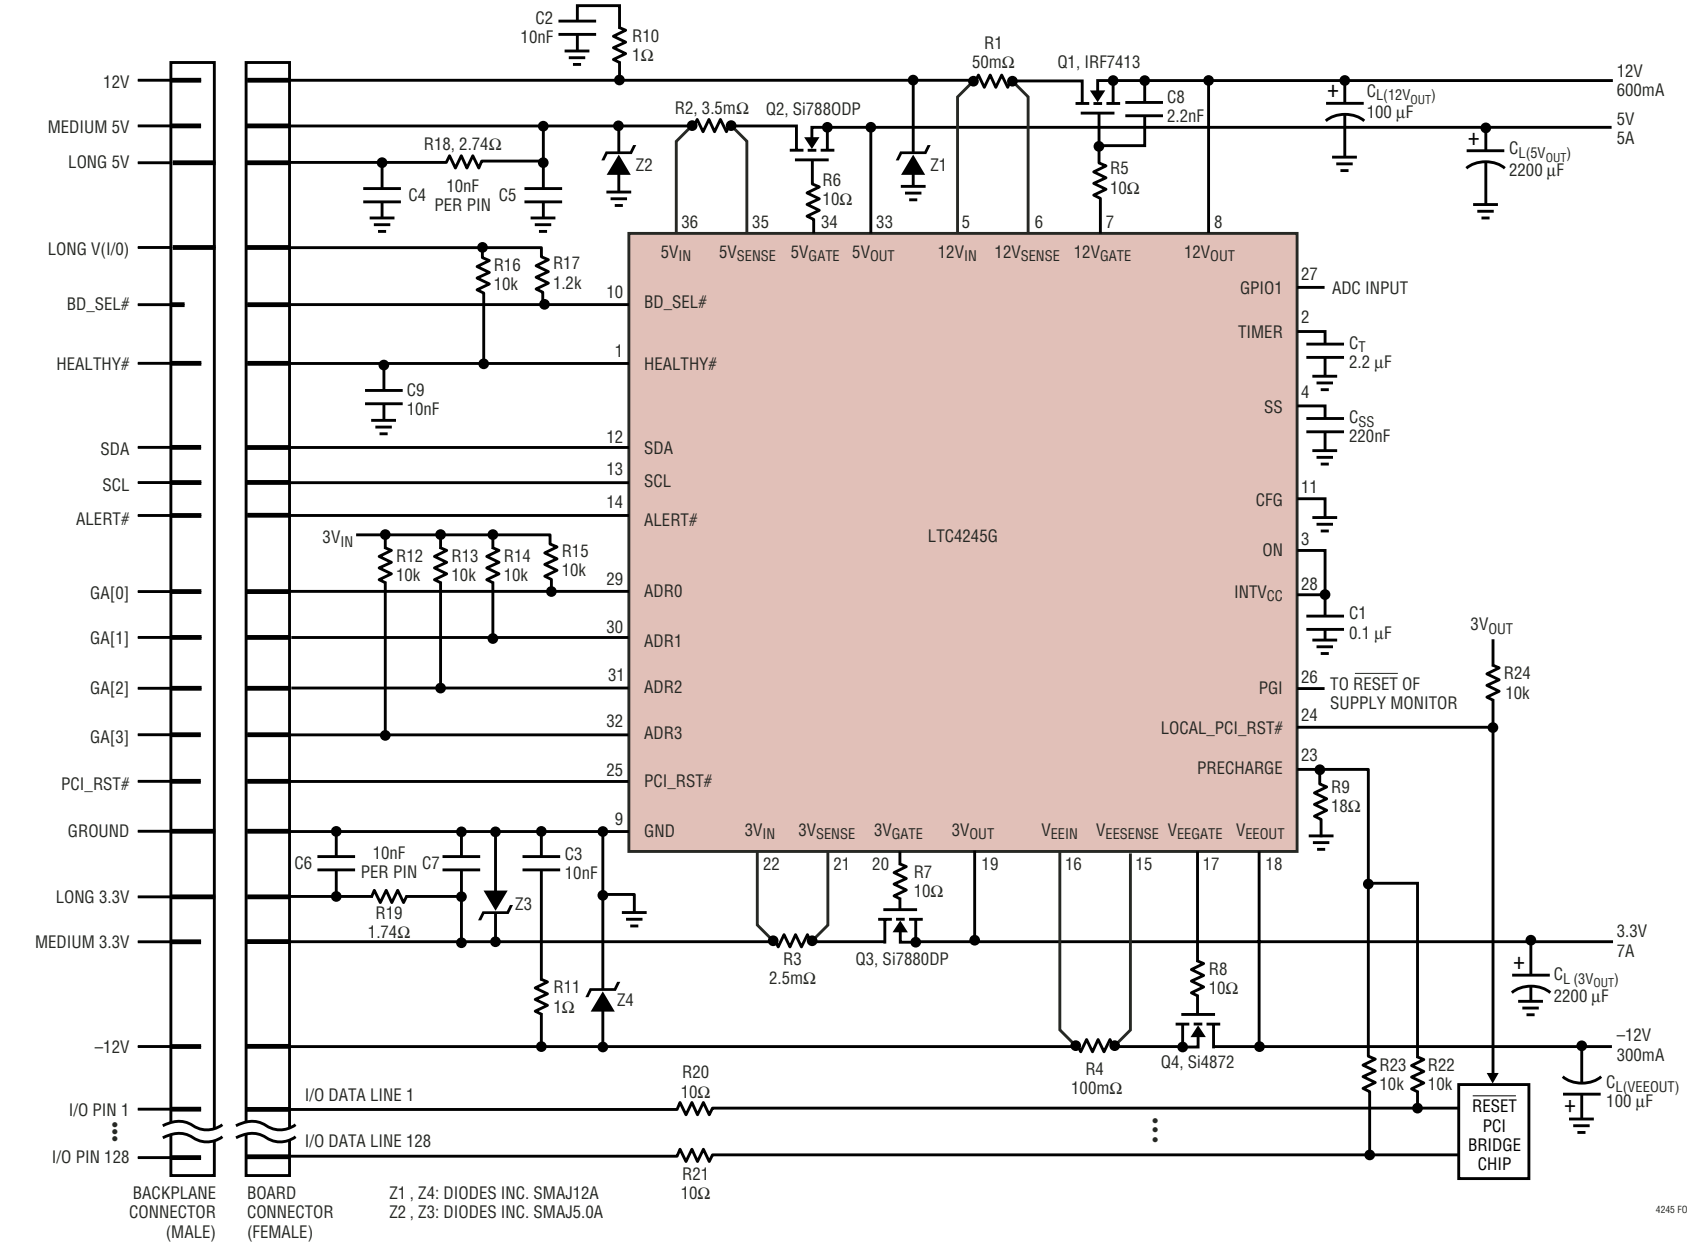 C2
10nF
R10
1Ω
R1
50mΩ
Q1, IRF7413
12V
12V
600mA
C8
2.2nF
CL(12VOUT)
100 µF
+
R2, 3.5mΩ
Q2, Si7880DP
MEDIUM 5V
5V
5A
R18, 2.74Ω
LONG 5V
Z2
Z1
+
CL(5VOUT)
2200 µF
C4
10nF
PER PIN
C5
R6
10Ω
R5
10Ω
36
35
34
33
5
6
7
8
LONG V(I/0)
5VIN
5VSENSE
5VGATE
5VOUT
12VIN
12VSENSE
12VGATE
12VOUT
R16
10k
R17
1.2k
27
GPIO1
ADC INPUT
BD_SEL#
10
BD_SEL#
2
TIMER
CT
2.2 µF
HEALTHY#
1
HEALTHY#
C9
10nF
4
SS
CSS
220nF
SDA
12
SDA
SCL
13
SCL
11
CFG
ALERT#
14
ALERT#
LTC4245G
3VIN
R12
10k
R13
10k
R14
10k
R15
10k
3
ON
GA[0]
29
ADR0
28
INTVCC
C1
0.1 µF
GA[1]
30
ADR1
3VOUT
R24
10k
GA[2]
31
ADR2
26
PGI
TO RESET OF
SUPPLY MONITOR
GA[3]
32
ADR3
24
LOCAL_PCI_RST#
PCI_RST#
25
PCI_RST#
23
PRECHARGE
R9
18Ω
GROUND
9
GND
3VIN
3VSENSE
3VGATE
3VOUT
VEEIN
VEESENSE
VEEGATE
VEEOUT
22
21
20
19
16
15
17
18
C6
10nF
PER PIN
C7
C3
10nF
R7
10Ω
LONG 3.3V
R19
1.74Ω
Z3
MEDIUM 3.3V
R3
2.5mΩ
Q3, Si7880DP
3.3V
7A
+
CL (3VOUT)
2200 µF
R11
1Ω
Z4
R8
10Ω
–12V
R4
100mΩ
Q4, Si4872
–12V
300mA
R23
10k
R22
10k
CL(VEEOUT)
100 µF
+
I/O PIN 1
I/O DATA LINE 1
R20
10Ω
I/O PIN 128
I/O DATA LINE 128
R21
10Ω
RESET
PCI
BRIDGE
CHIP
BACKPLANE
CONNECTOR
(MALE)
BOARD
CONNECTOR
(FEMALE)
Z1 , Z4: DIODES INC. SMAJ12A
Z2 , Z3: DIODES INC. SMAJ5.0A
4245 F0